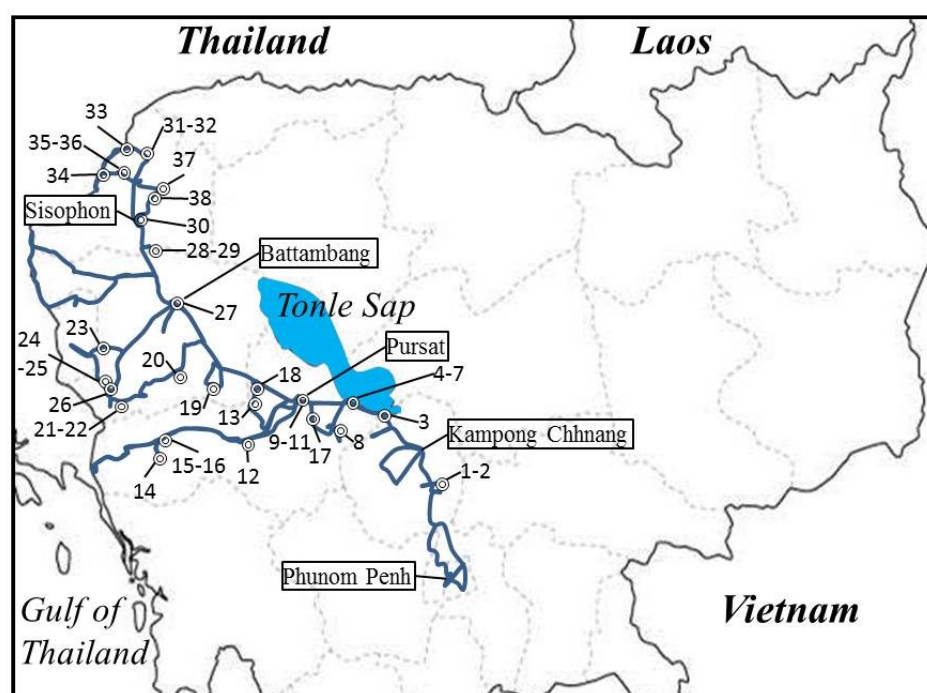 Thailand
Laos
33
31-32
35-36
37
34
38
Sisophon
30
28-29
Battambang
Tonle Sap
27
24
-25
23
Pursat
20
18
4-7
26
19
13
3
21-22
9-11
17
8
Kampong Chhnang
15-16
12
14
1-2
Phunom Penh
Gulf of
Thailand
Vietnam